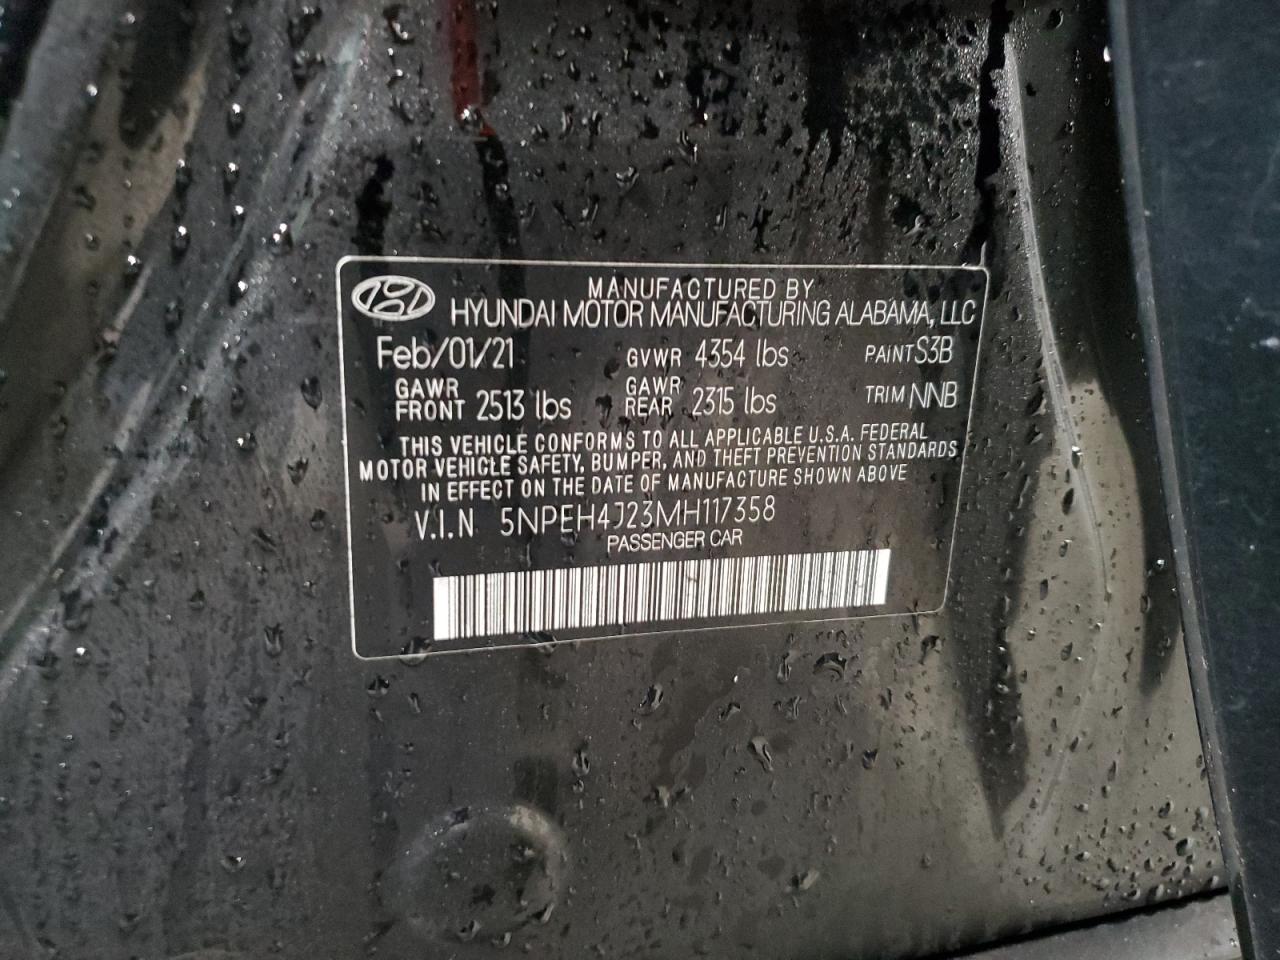 MANUFACTURED BY
HYUNDAI MOTOR MANUFACTURING ALABAMA, LLC
Feb/01/21 GVWR 4354 lbs PAINT S3B
GAWR FRONT 2513 lbs GAWR REAR 2315 lbs TRIM NNB
THIS VEHICLE CONFORMS TO ALL APPLICABLE U.S.A. FEDERAL
MOTOR VEHICLE SAFETY, BUMPER, AND THEFT PREVENTION STANDARDS
IN EFFECT ON THE DATE OF MANUFACTURE SHOWN ABOVE
V.I.N 5NPEH4J23MH117358
PASSENGER CAR